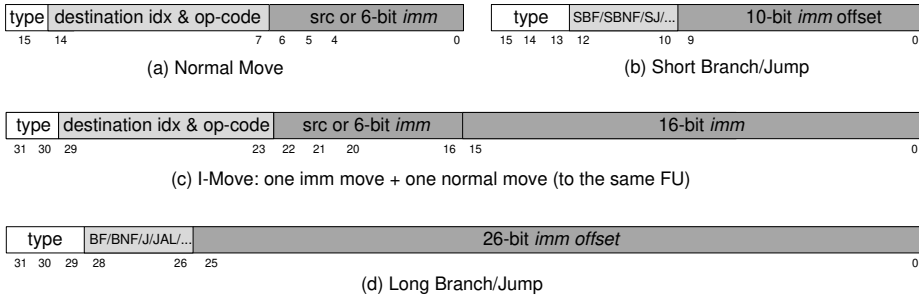 type destination idx & op-code src or 6-bit imm
15 14 7 6 5 4 0
(a) Normal Move
type SBF/SBNF/SJ/... 10-bit imm offset
15 14 13 12 10 9 0
(b) Short Branch/Jump
type destination idx & op-code src or 6-bit imm 16-bit imm
31 30 29 23 22 21 20 16 15 0
(c) I-Move: one imm move + one normal move (to the same FU)
type BF/BNF/J/JAL/... 26-bit imm offset
31 30 29 28 26 25 0
(d) Long Branch/Jump